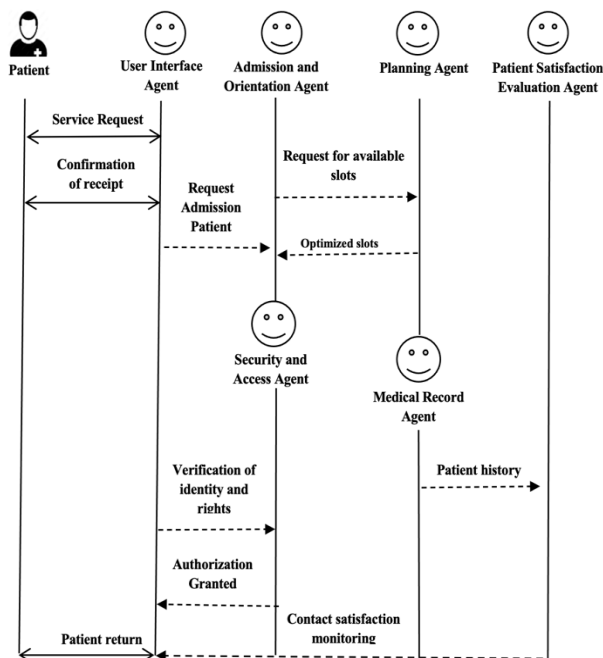 Patient
User Interface
Agent
Admission and
Orientation Agent
Planning Agent
Patient Satisfaction
Evaluation Agent
Service Request
Confirmation
of receipt
Request
Admission
Patient
Request for available
slots
Optimized slots
Security and
Access Agent
Medical Record
Agent
Verification of
identity and
rights
Patient history
Authorization
Granted
Contact satisfaction
monitoring
Patient return